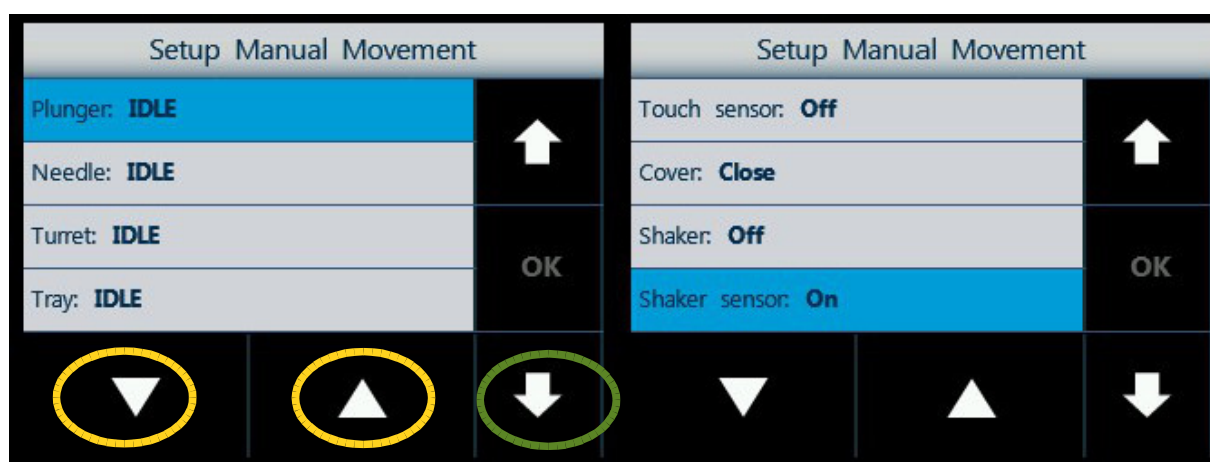 Setup Manual Movement
Plunger: IDLE
Needle: IDLE
Turret: IDLE
Tray: IDLE
OK
Setup Manual Movement
Touch sensor: Off
Cover: Close
Shaker: Off
Shaker sensor: On
OK